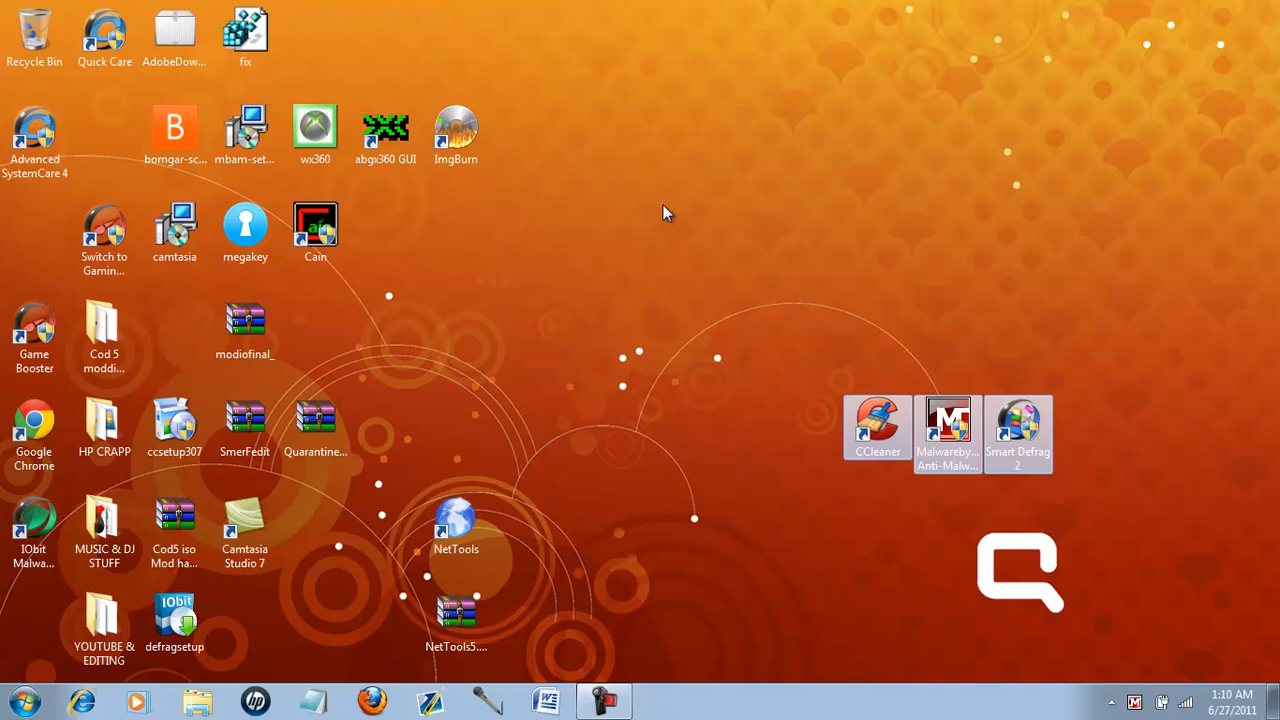 Recycle Bin
Quick Care
AdobeDow...
fix
Advanced
SystemCare 4
B
bomgar-sc...
mbam-set...
wx360
abgx360 GUI
ImgBurn
Switch to
Gamin...
camtasia
megakey
Cain
Game
Booster
Cod 5
moddi...
modiofinal_
Google
Chrome
HP CRAPP
ccsetup307
SmerFedit
Quarantine...
CCleaner
M
Malwareby...
Anti-Malw...
Smart Defrag
2
IObit
Malwa...
MUSIC & DJ
STUFF
Cod5 iso
Mod ha...
Camtasia
Studio 7
NetTools
YOUTUBE &
EDITING
IObit
defragsetup
NetTools5....
hp
W
M
1:10 AM
6/27/2011